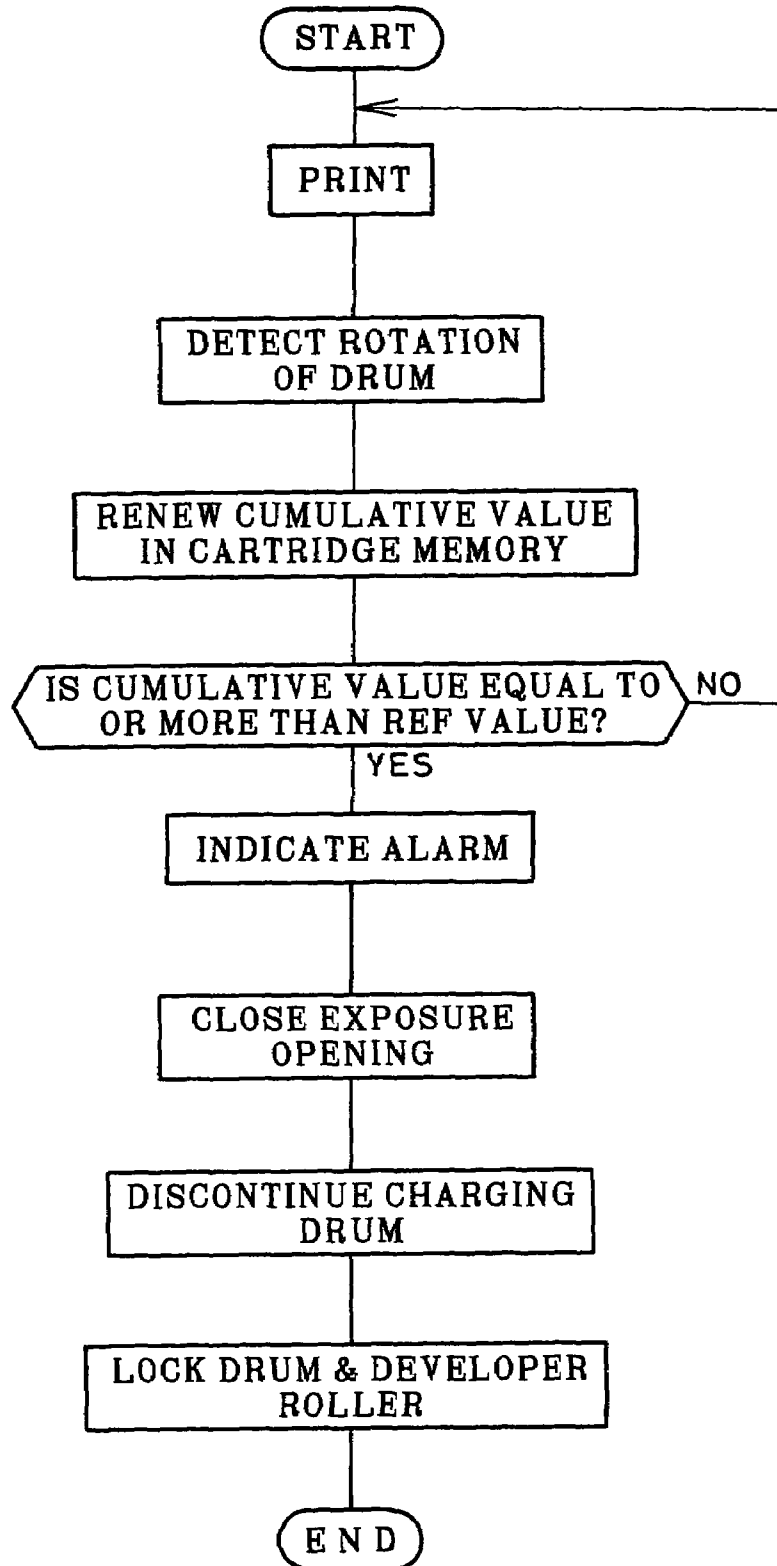 START
PRINT
DETECT ROTATION
OF DRUM
RENEW CUMULATIVE VALUE
IN CARTRIDGE MEMORY
IS CUMULATIVE VALUE EQUAL TO
OR MORE THAN REF VALUE?
NO
YES
INDICATE ALARM
CLOSE EXPOSURE
OPENING
DISCONTINUE CHARGING
DRUM
LOCK DRUM & DEVELOPER
ROLLER
END